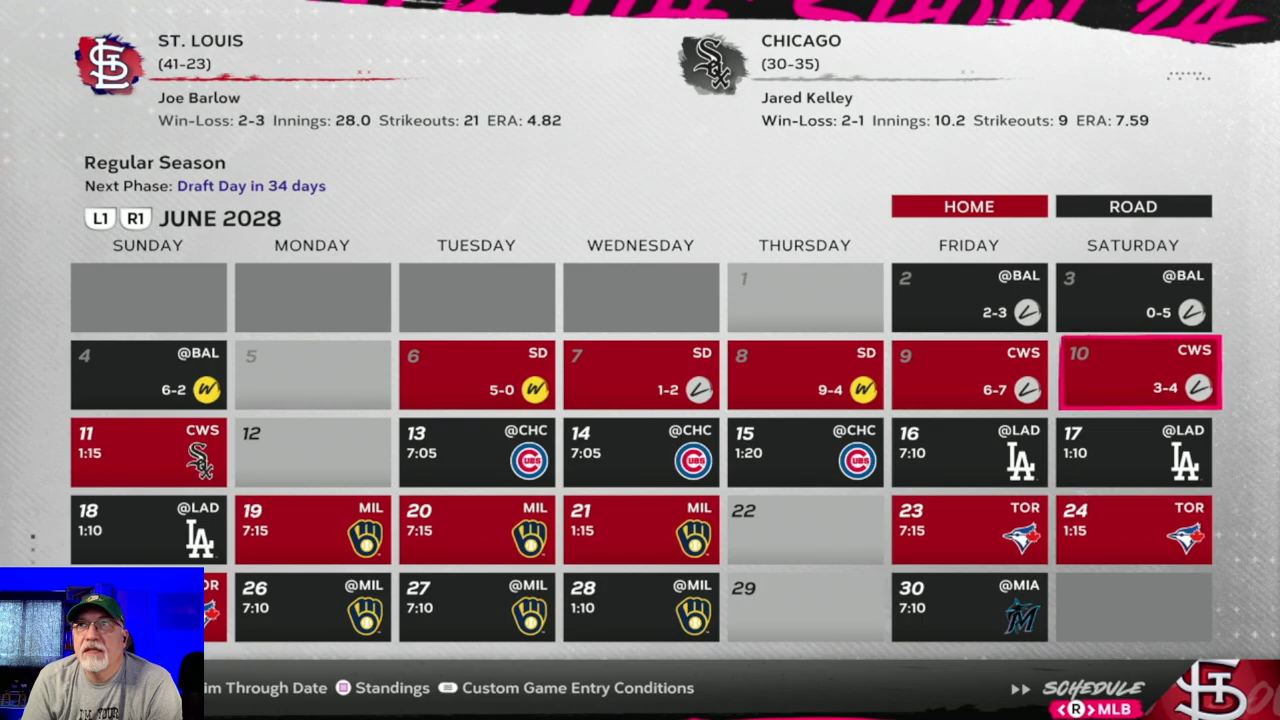 THE SHOW 24
ST. LOUIS
(41-23)
Joe Barlow
Win-Loss: 2-3 Innings: 28.0 Strikeouts: 21 ERA: 4.82
CHICAGO
(30-35)
Jared Kelley
Win-Loss: 2-1 Innings: 10.2 Strikeouts: 9 ERA: 7.59
Regular Season
Next Phase: Draft Day in 34 days
L1 R1 JUNE 2028
HOME ROAD
SUNDAY MONDAY TUESDAY WEDNESDAY THURSDAY FRIDAY SATURDAY
1 2 @BAL 3 @BAL
2-3 L 0-5 L
4 @BAL 5 6 SD 7 SD 8 SD 9 CWS 10 CWS
6-2 W 5-0 W 1-2 L 9-4 W 6-7 L 3-4 L
11 CWS 12 13 @CHC 14 @CHC 15 @CHC 16 @LAD 17 @LAD
1:15 7:05 7:05 1:20 7:10 1:10
18 @LAD 19 MIL 20 MIL 21 MIL 22 23 TOR 24 TOR
1:10 7:15 7:15 1:15 7:15 1:15
OR 26 @MIL 27 @MIL 28 @MIL 29 30 @MIA
7:10 7:10 1:10 7:10
im Through Date Standings Custom Game Entry Conditions
SCHEDULE
R MLB
I'M YOUR